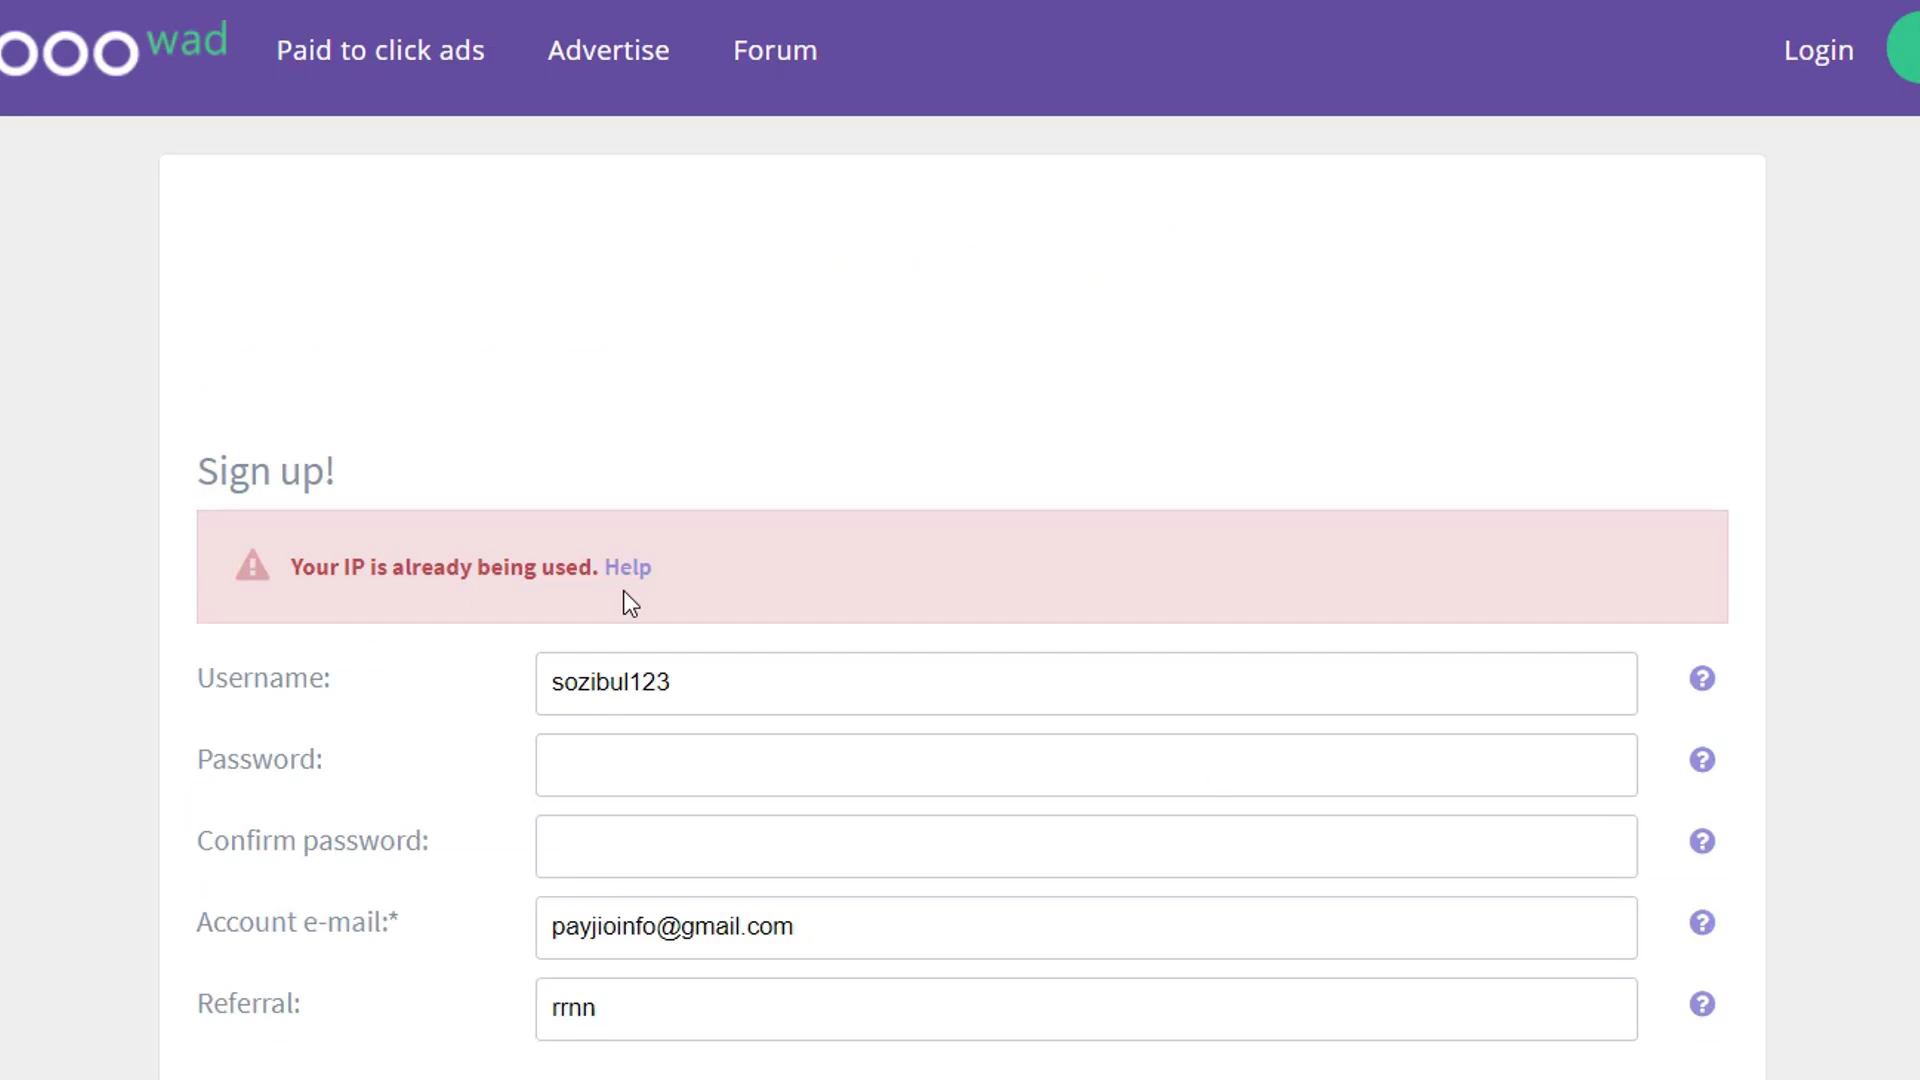 wad
Paid to click ads
Advertise
Forum
Login
Sign up!
Your IP is already being used. Help
Username:
sozibul123
Password:
Confirm password:
Account e-mail:*
payjioinfo@gmail.com
Referral:
rrnn